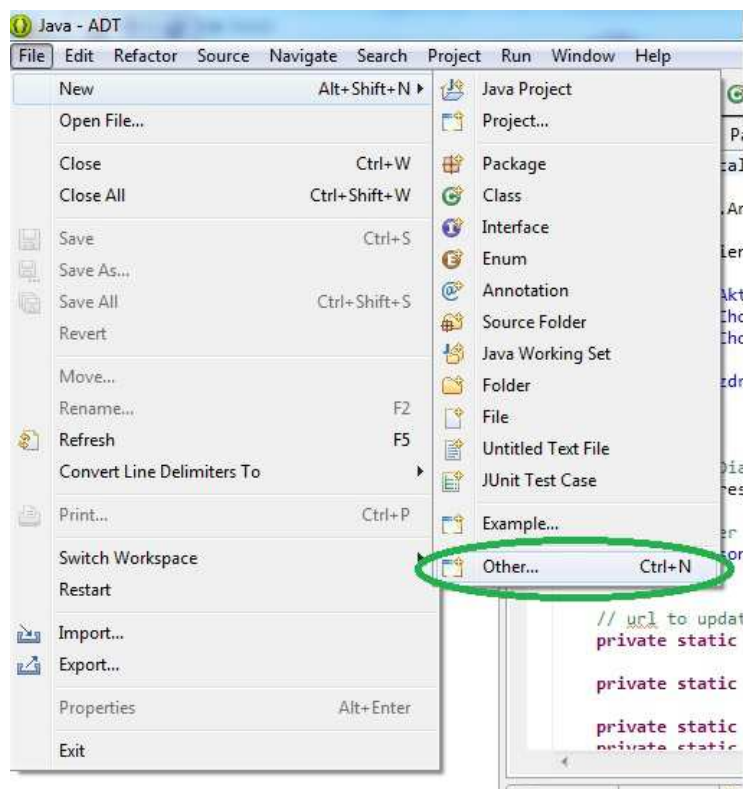 Java - ADT
File Edit Refactor Source Navigate Search Project Run Window Help
New Alt+Shift+N
Open File...
Close Ctrl+W
Close All Ctrl+Shift+W
Save Ctrl+S
Save As...
Save All Ctrl+Shift+S
Revert
Move...
Rename... F2
Refresh F5
Convert Line Delimiters To
Print... Ctrl+P
Switch Workspace
Restart
Import...
Export...
Properties Alt+Enter
Exit
Java Project
Project...
Package
Class
Interface
Enum
Annotation
Source Folder
Java Working Set
Folder
File
Untitled Text File
JUnit Test Case
Example...
Other... Ctrl+N
// url to updat
private static
private static
private static
private static